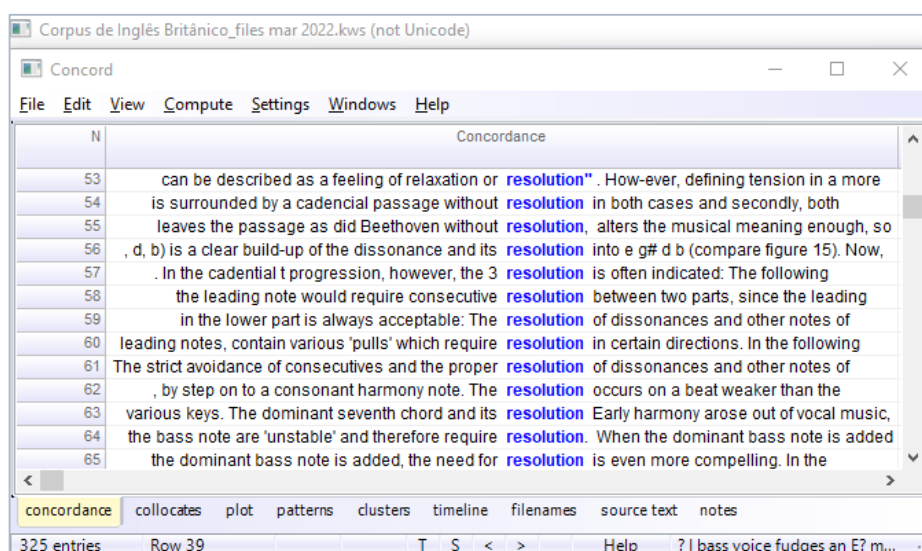 Corpus de Inglês Britânico_files mar 2022.kws (not Unicode)
Concord
File Edit View Compute Settings Windows Help
N Concordance
53 can be described as a feeling of relaxation or resolution" . How-ever, defining tension in a more
54 is surrounded by a cadencial passage without resolution in both cases and secondly, both
55 leaves the passage as did Beethoven without resolution, alters the musical meaning enough, so
56 , d, b) is a clear build-up of the dissonance and its resolution into e g# d b (compare figure 15). Now,
57 . In the cadential t progression, however, the 3 resolution is often indicated: The following
58 the leading note would require consecutive resolution between two parts, since the leading
59 in the lower part is always acceptable: The resolution of dissonances and other notes of
60 leading notes, contain various 'pulls' which require resolution in certain directions. In the following
61 The strict avoidance of consecutives and the proper resolution of dissonances and other notes of
62 , by step on to a consonant harmony note. The resolution occurs on a beat weaker than the
63 various keys. The dominant seventh chord and its resolution Early harmony arose out of vocal music,
64 the bass note are 'unstable' and therefore require resolution. When the dominant bass note is added
65 the dominant bass note is added, the need for resolution is even more compelling. In the
concordance collocates plot patterns clusters timeline filenames source text notes
325 entries Row 39 T S < > Help ? I bass voice fudges an E? m...